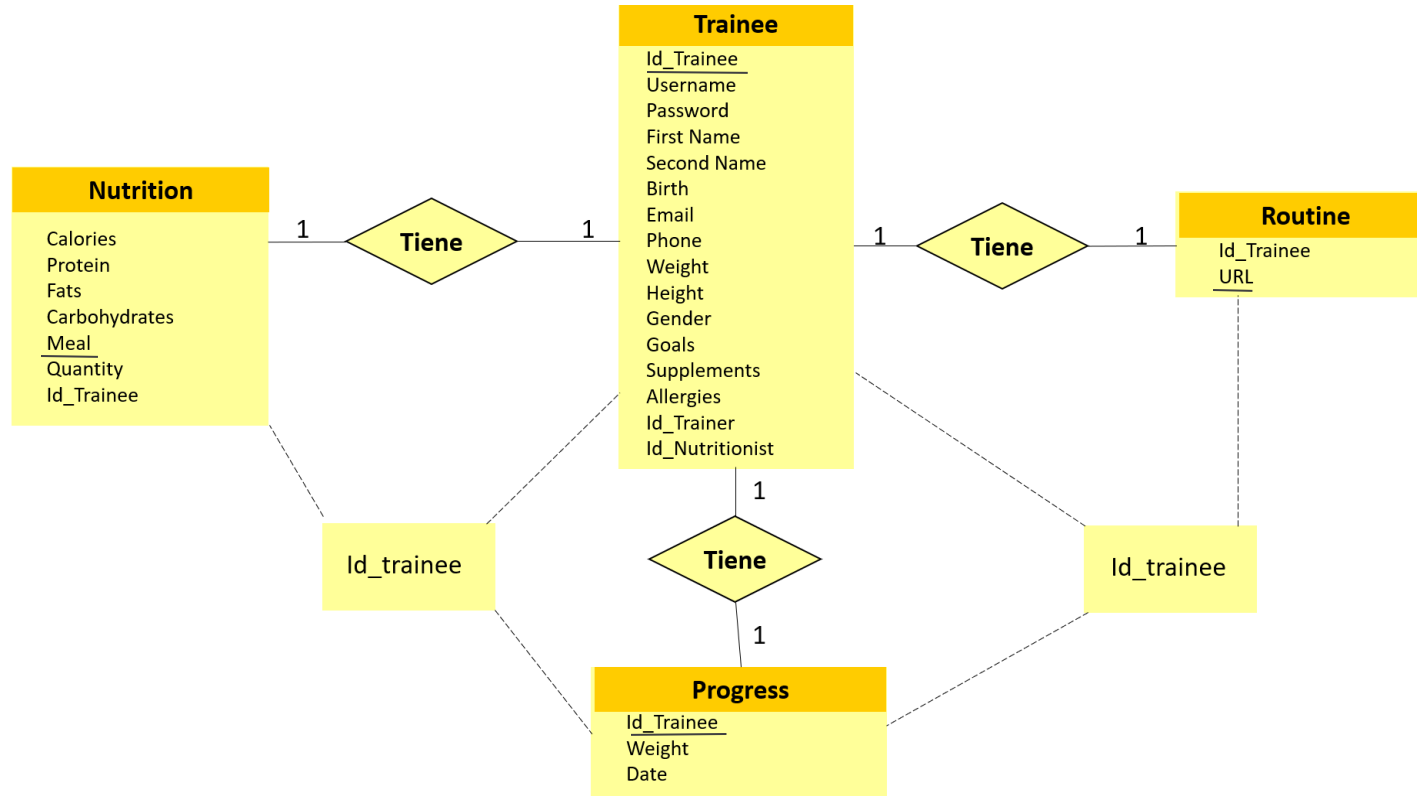 Trainee
Id_Trainee
Username
Password
First Name
Second Name
Birth
Email
Phone
Weight
Height
Gender
Goals
Supplements
Allergies
Id_Trainer
Id_Nutritionist
Nutrition
Calories
Protein
Fats
Carbohydrates
Meal
Quantity
Id_Trainee
1
Tiene
1
1
Tiene
1
Routine
Id_Trainee
URL
1
Tiene
1
Id_trainee
Id_trainee
Progress
Id_Trainee
Weight
Date